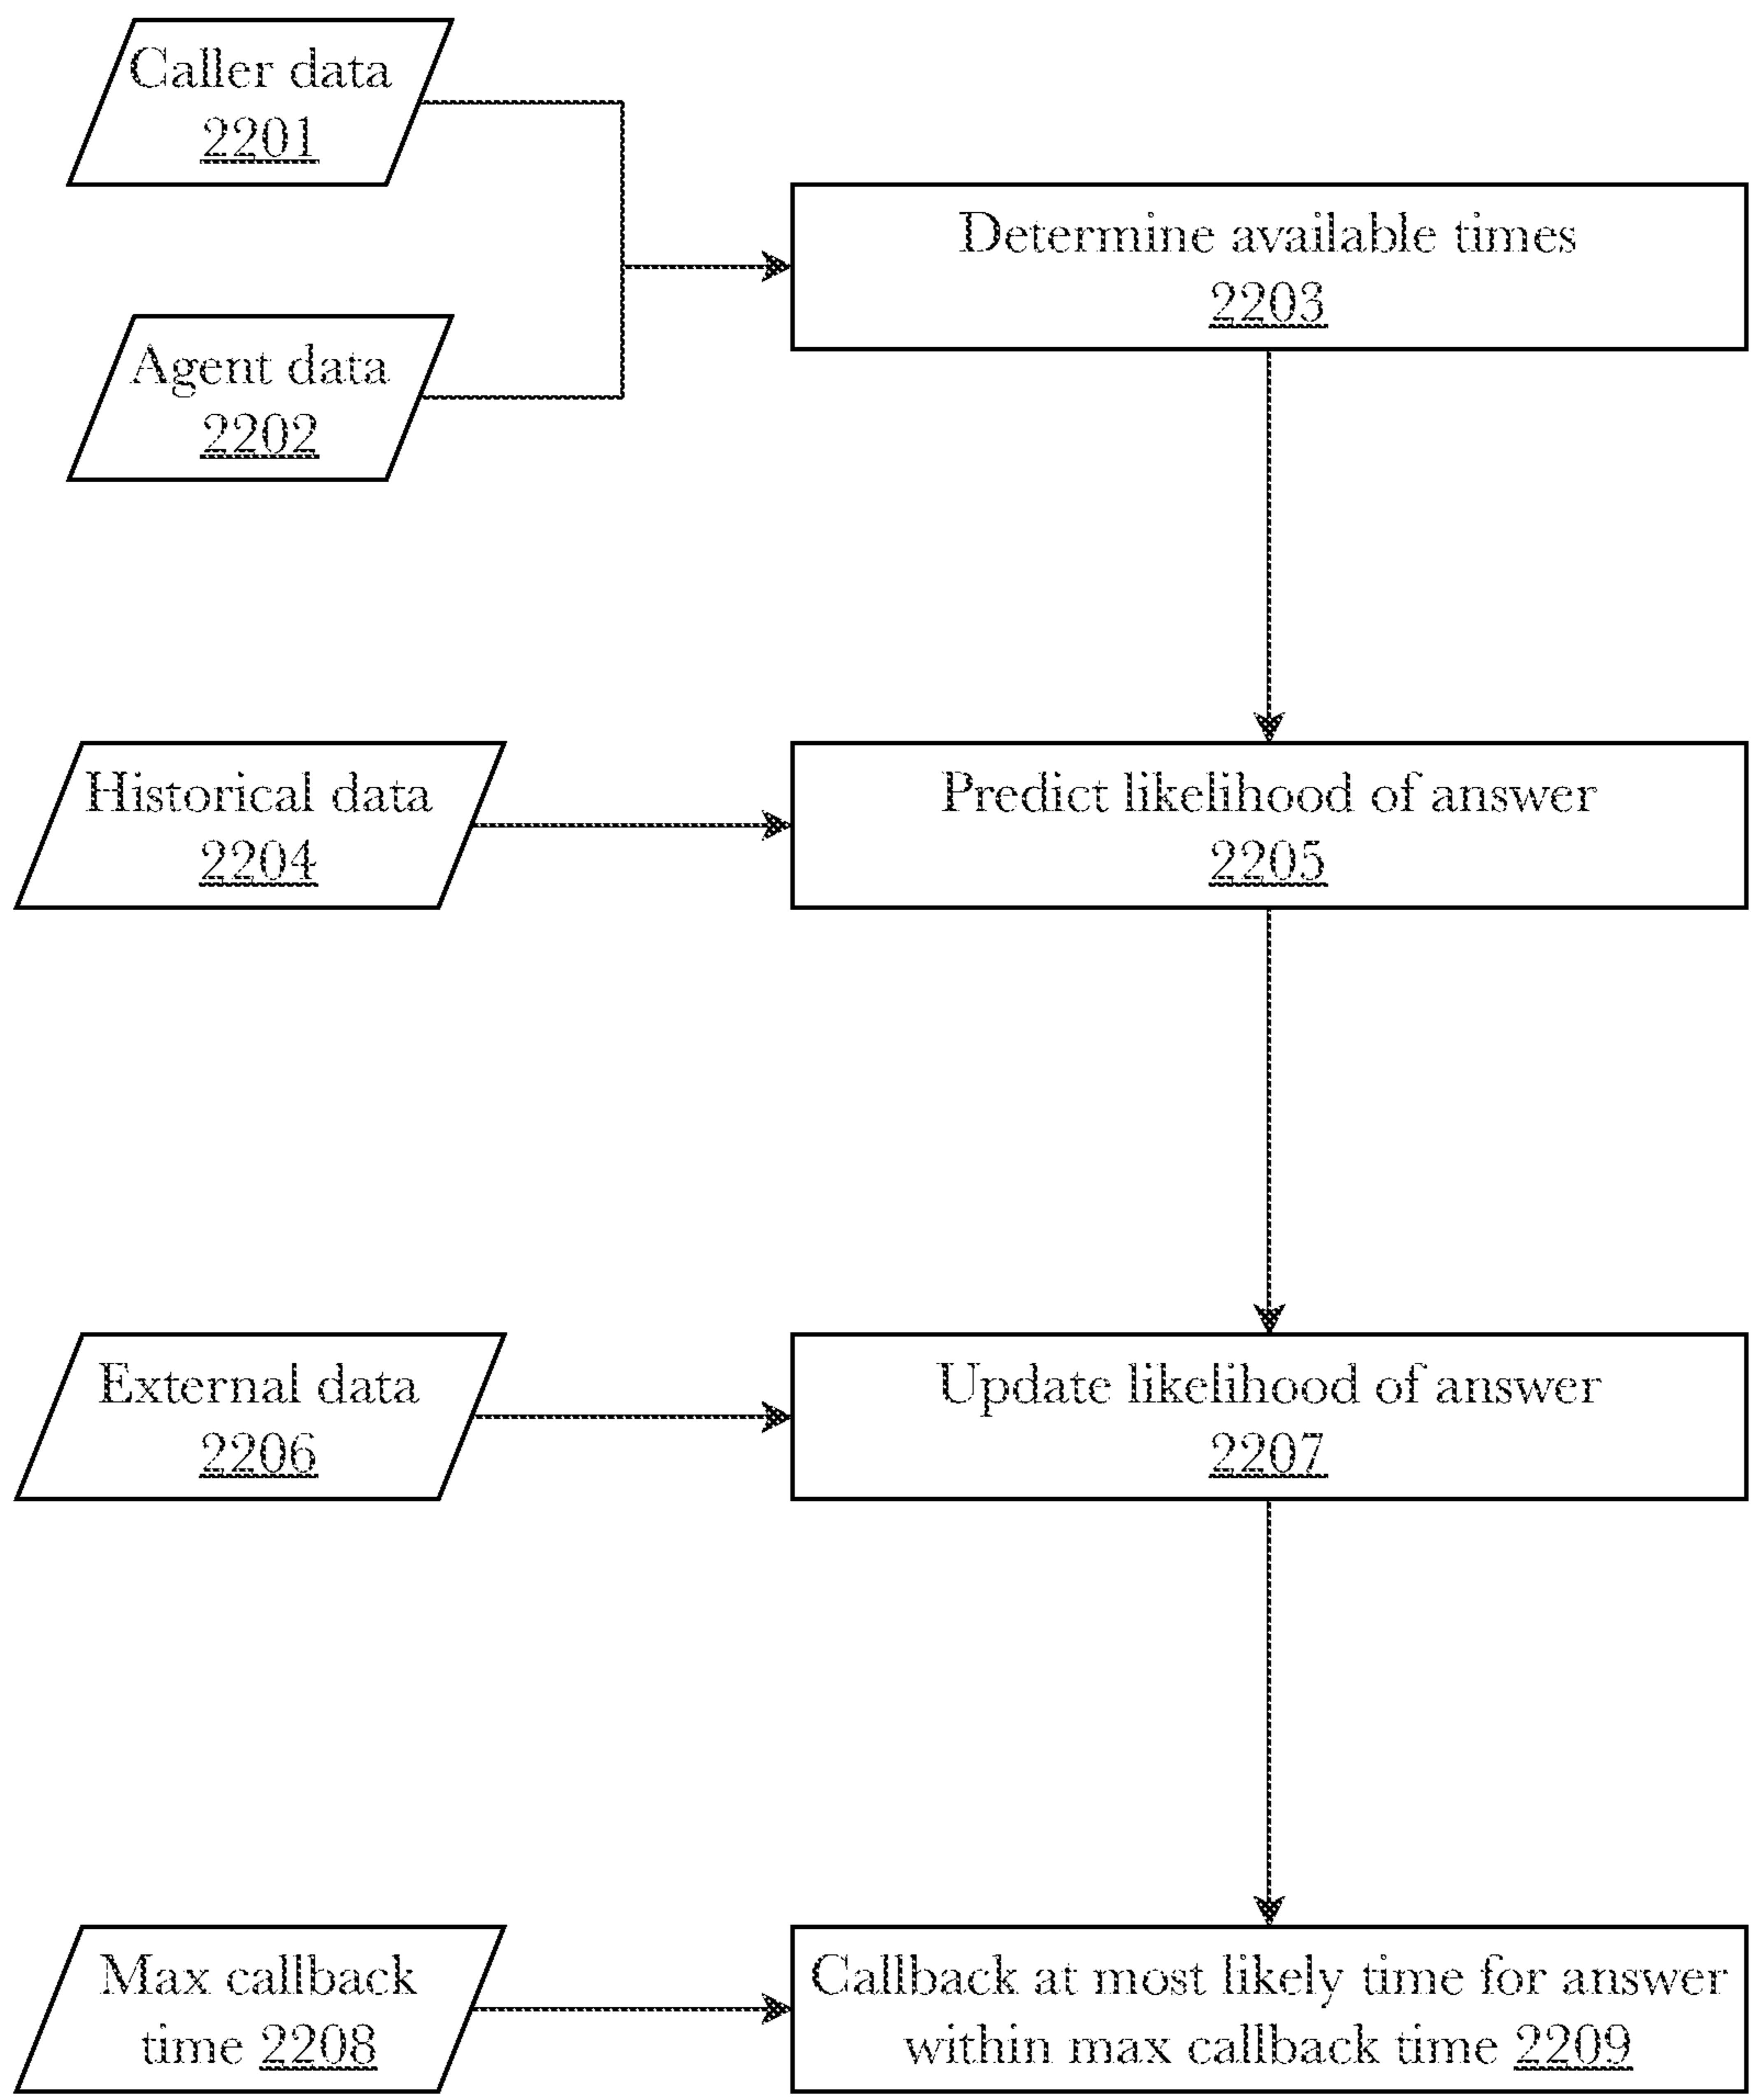 Caller data
2201
Determine available times
2203
Agent data
2202
Historical data
2204
Predict likelihood of answer
2205
External data
2206
Update likelihood of answer
2207
Max callback
time 2208
Callback at most likely time for answer
within max callback time 2209